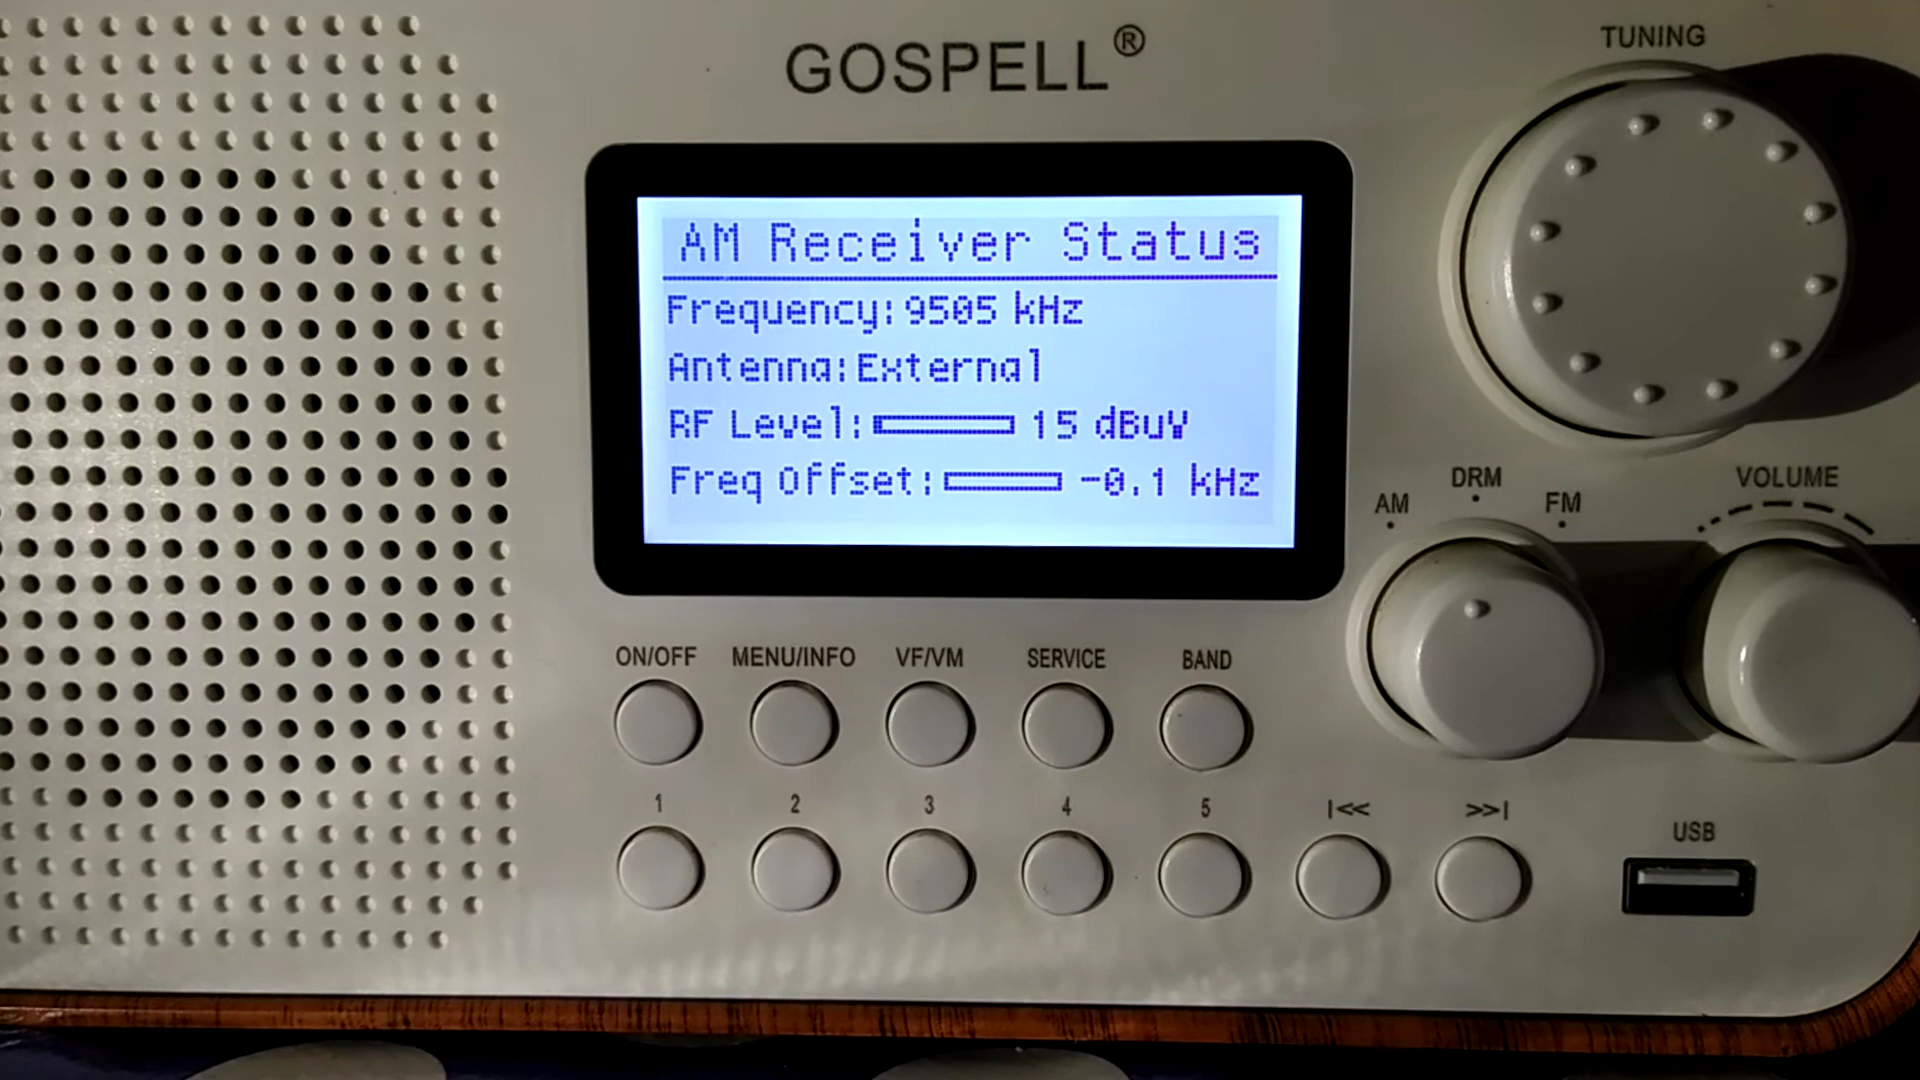 GOSPELL®
TUNING
AM Receiver Status
Frequency: 9505 kHz
Antenna: External
RF Level: 15 dBuV
Freq Offset: -0.1 kHz
AM DRM FM
VOLUME
ON/OFF MENU/INFO VF/VM SERVICE BAND
1 2 3 4 5 |<< >>|
USB